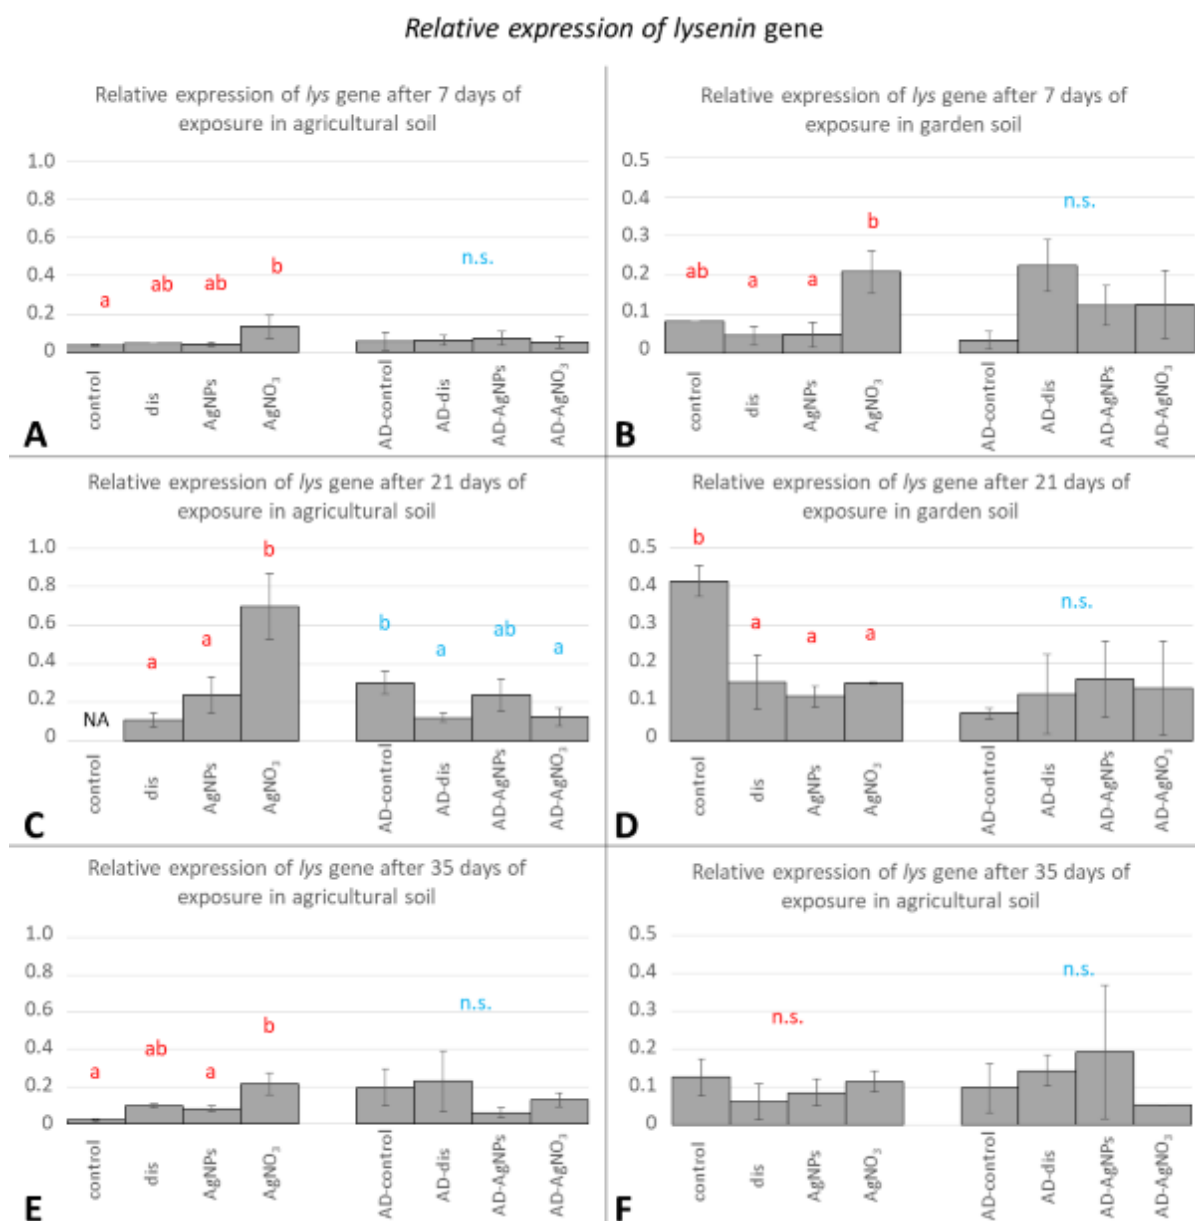 Relative expression of lysenin gene
Relative expression of lys gene after 7 days of
exposure in agricultural soil
1.0
0.8
0.6
0.4
0.2
0
a
ab
ab
b
n.s.
control
dis
AgNPs
AgNO₃
AD-control
AD-dis
AD-AgNPs
AD-AgNO₃
A
Relative expression of lys gene after 7 days of
exposure in garden soil
0.5
0.4
0.3
0.2
0.1
0
ab
a
a
b
n.s.
control
dis
AgNPs
AgNO₃
AD-control
AD-dis
AD-AgNPs
AD-AgNO₃
B
Relative expression of lys gene after 21 days of
exposure in agricultural soil
1.0
0.8
0.6
0.4
0.2
0
NA
a
a
b
b
a
ab
a
control
dis
AgNPs
AgNO₃
AD-control
AD-dis
AD-AgNPs
AD-AgNO₃
C
Relative expression of lys gene after 21 days of
exposure in garden soil
0.5
0.4
0.3
0.2
0.1
0
b
a
a
a
n.s.
control
dis
AgNPs
AgNO₃
AD-control
AD-dis
AD-AgNPs
AD-AgNO₃
D
Relative expression of lys gene after 35 days of
exposure in agricultural soil
1.0
0.8
0.6
0.4
0.2
0
a
ab
a
b
n.s.
control
dis
AgNPs
AgNO₃
AD-control
AD-dis
AD-AgNPs
AD-AgNO₃
E
Relative expression of lys gene after 35 days of
exposure in agricultural soil
0.5
0.4
0.3
0.2
0.1
0
n.s.
n.s.
control
dis
AgNPs
AgNO₃
AD-control
AD-dis
AD-AgNPs
AD-AgNO₃
F